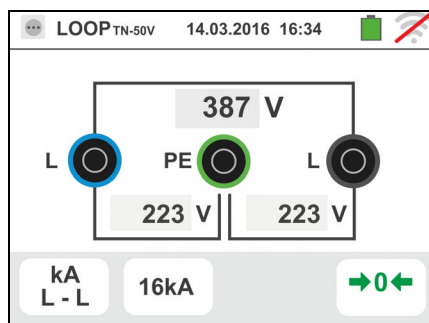 LOOP TN-50V 14.03.2016 16:34
387 V
L PE L
223 V 223 V
kA 16kA →0←
L - L